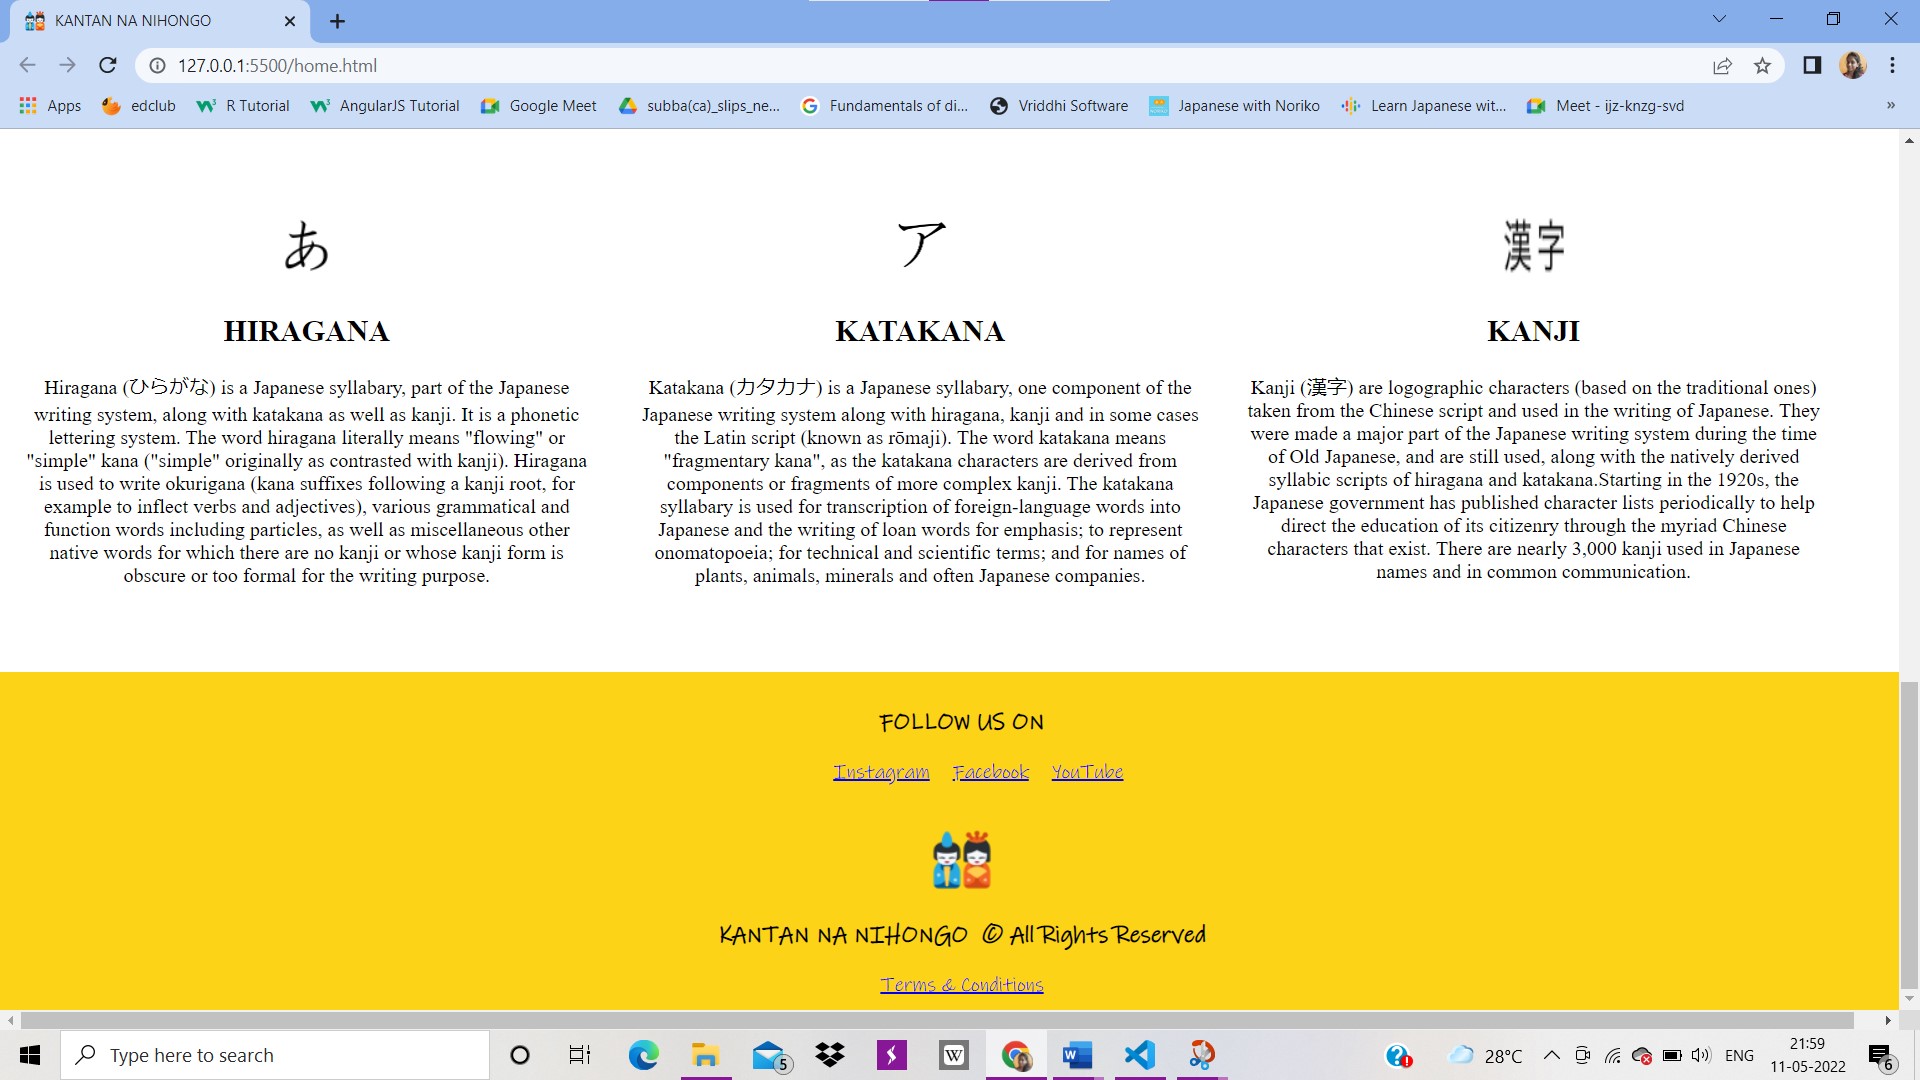 KANTAN NA NIHONGO
127.0.0.1:5500/home.html
Apps edclub R Tutorial AngularJS Tutorial Google Meet subba(ca)_slips_ne... Fundamentals of di... Vriddhi Software Japanese with Noriko Learn Japanese wit... Meet - ijz-knzg-svd »
あ
HIRAGANA
Hiragana (ひらがな) is a Japanese syllabary, part of the Japanese
writing system, along with katakana as well as kanji. It is a phonetic
lettering system. The word hiragana literally means "flowing" or
"simple" kana ("simple" originally as contrasted with kanji). Hiragana
is used to write okurigana (kana suffixes following a kanji root, for
example to inflect verbs and adjectives), various grammatical and
function words including particles, as well as miscellaneous other
native words for which there are no kanji or whose kanji form is
obscure or too formal for the writing purpose.
ア
KATAKANA
Katakana (カタカナ) is a Japanese syllabary, one component of the
Japanese writing system along with hiragana, kanji and in some cases
the Latin script (known as rōmaji). The word katakana means
"fragmentary kana", as the katakana characters are derived from
components or fragments of more complex kanji. The katakana
syllabary is used for transcription of foreign-language words into
Japanese and the writing of loan words for emphasis; to represent
onomatopoeia; for technical and scientific terms; and for names of
plants, animals, minerals and often Japanese companies.
漢字
KANJI
Kanji (漢字) are logographic characters (based on the traditional ones)
taken from the Chinese script and used in the writing of Japanese. They
were made a major part of the Japanese writing system during the time
of Old Japanese, and are still used, along with the natively derived
syllabic scripts of hiragana and katakana.Starting in the 1920s, the
Japanese government has published character lists periodically to help
direct the education of its citizenry through the myriad Chinese
characters that exist. There are nearly 3,000 kanji used in Japanese
names and in common communication.
FOLLOW US ON
Instagram Facebook YouTube
KANTAN NA NIHONGO © All Rights Reserved
Terms & Conditions
Type here to search
5
W
W
28°C
ENG
21:59
11-05-2022
6